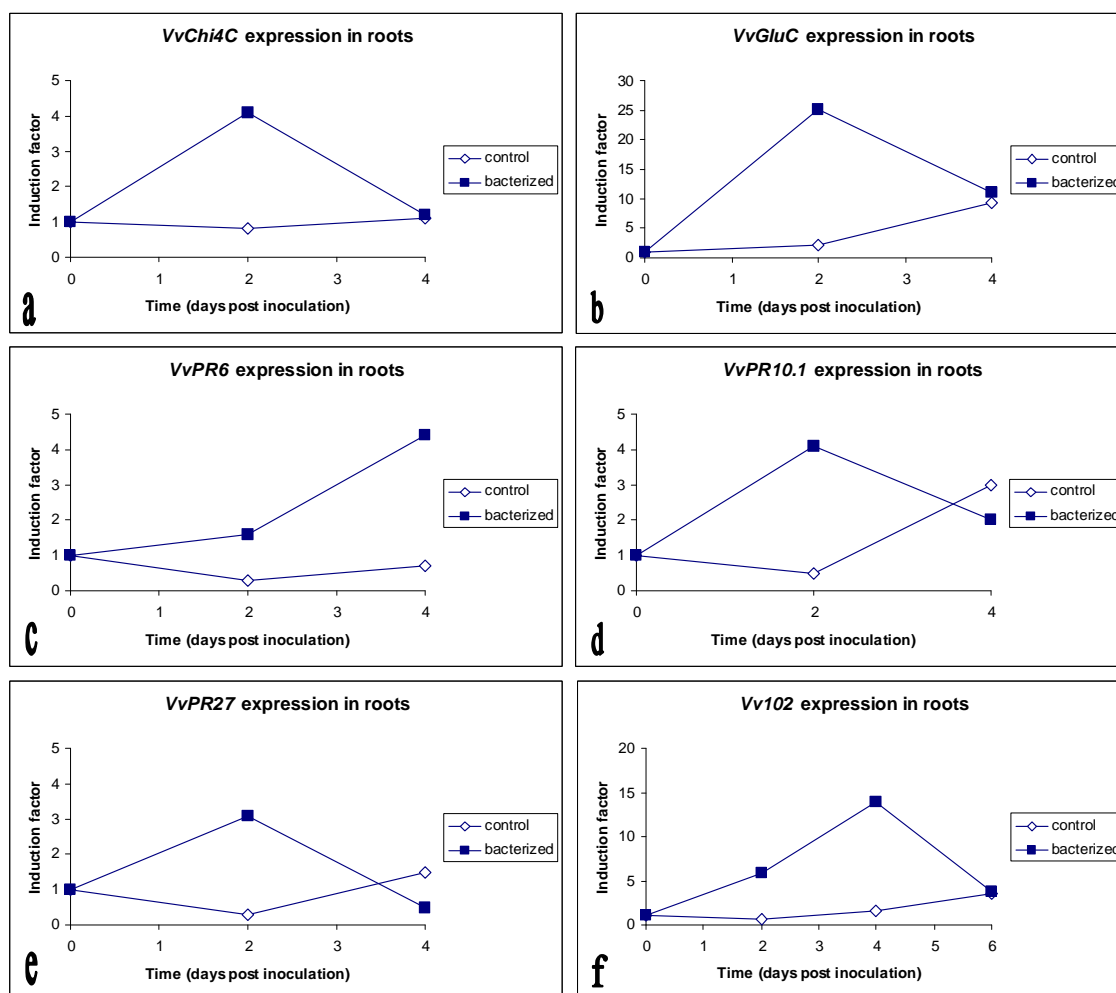 VvChi4C expression in roots
5
4
3
2
1
0
Induction factor
0 1 2 3 4
Time (days post inoculation)
control
bacterized
a
VvGluC expression in roots
30
25
20
15
10
5
0
Induction factor
0 1 2 3 4
Time (days post inoculation)
control
bacterized
b
VvPR6 expression in roots
5
4
3
2
1
0
Induction factor
0 1 2 3 4
Time (days post inoculation)
control
bacterized
c
VvPR10.1 expression in roots
5
4
3
2
1
0
Induction factor
0 2 4
Time (days post inoculation)
control
bacterized
d
VvPR27 expression in roots
5
4
3
2
1
0
Induction factor
0 1 2 3 4
Time (days post inoculation)
control
bacterized
e
Vv102 expression in roots
20
15
10
5
0
Induction factor
0 1 2 3 4 5 6
Time (days post inoculation)
control
bacterized
f